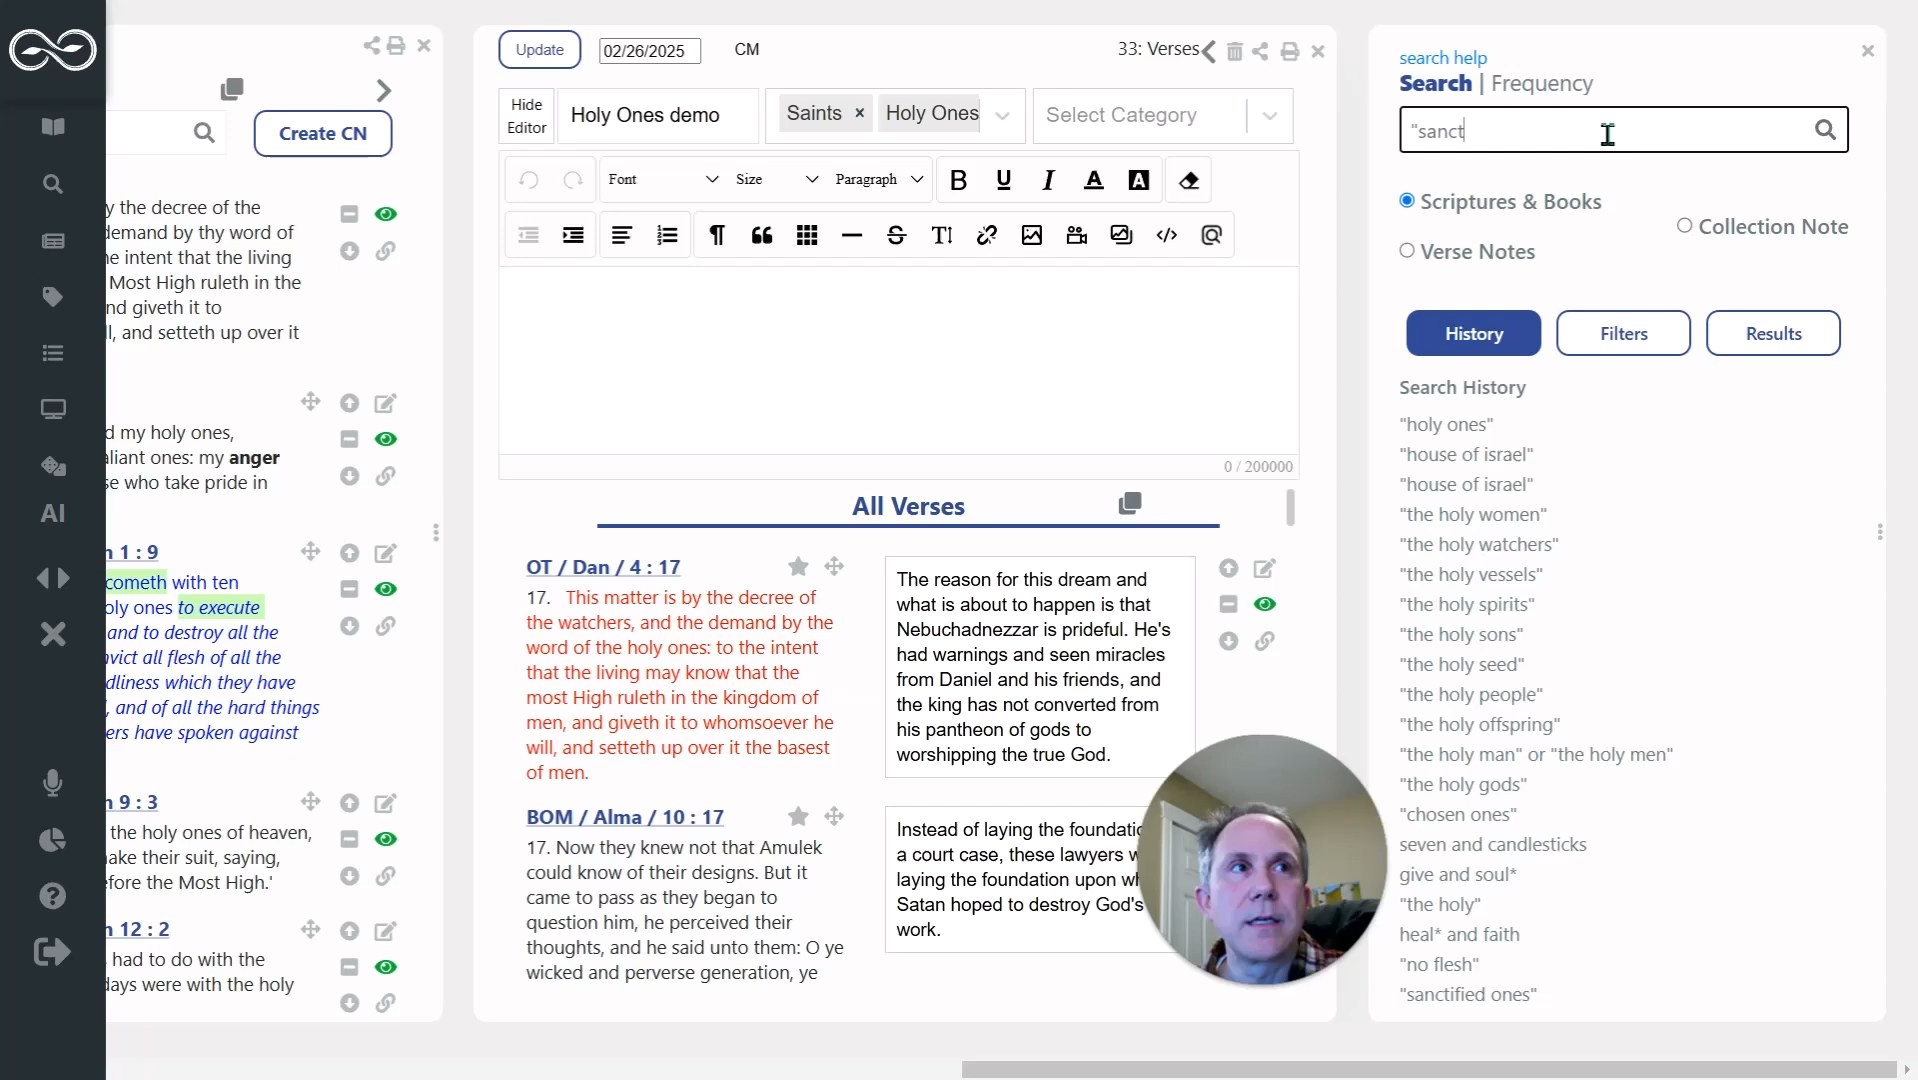 Create CN
y the decree of the
demand by thy word of
he intent that the living
Most High ruleth in the
nd giveth it to
ll, and setteth up over it
d my holy ones,
aliant ones: my anger
se who take pride in
1 : 9
cometh with ten
oly ones to execute
and to destroy all the
nvict all flesh of all the
dliness which they have
, and of all the hard things
ers have spoken against
9 : 3
the holy ones of heaven,
ake their suit, saying,
efore the Most High.'
12 : 2
had to do with the
days were with the holy
AI
Update
02/26/2025
CM
33: Verses
Hide
Editor
Holy Ones demo
Saints ×
Holy Ones
Select Category
Font
Size
Paragraph
B U I A A
0 / 200000
All Verses
OT / Dan / 4 : 17
17. This matter is by the decree of
the watchers, and the demand by the
word of the holy ones: to the intent
that the living may know that the
most High ruleth in the kingdom of
men, and giveth it to whomsoever he
will, and setteth up over it the basest
of men.
The reason for this dream and
what is about to happen is that
Nebuchadnezzar is prideful. He's
had warnings and seen miracles
from Daniel and his friends, and
the king has not converted from
his pantheon of gods to
worshipping the true God.
BOM / Alma / 10 : 17
17. Now they knew not that Amulek
could know of their designs. But it
came to pass as they began to
question him, he perceived their
thoughts, and he said unto them: O ye
wicked and perverse generation, ye
Instead of laying the foundatio
a court case, these lawyers w
laying the foundation upon wh
Satan hoped to destroy God's
work.
search help
Search | Frequency
"sanct
Scriptures & Books
Collection Note
Verse Notes
History
Filters
Results
Search History
"holy ones"
"house of israel"
"house of israel"
"the holy women"
"the holy watchers"
"the holy vessels"
"the holy spirits"
"the holy sons"
"the holy seed"
"the holy people"
"the holy offspring"
"the holy man" or "the holy men"
"the holy gods"
"chosen ones"
seven and candlesticks
give and soul*
"the holy"
heal* and faith
"no flesh"
"sanctified ones"